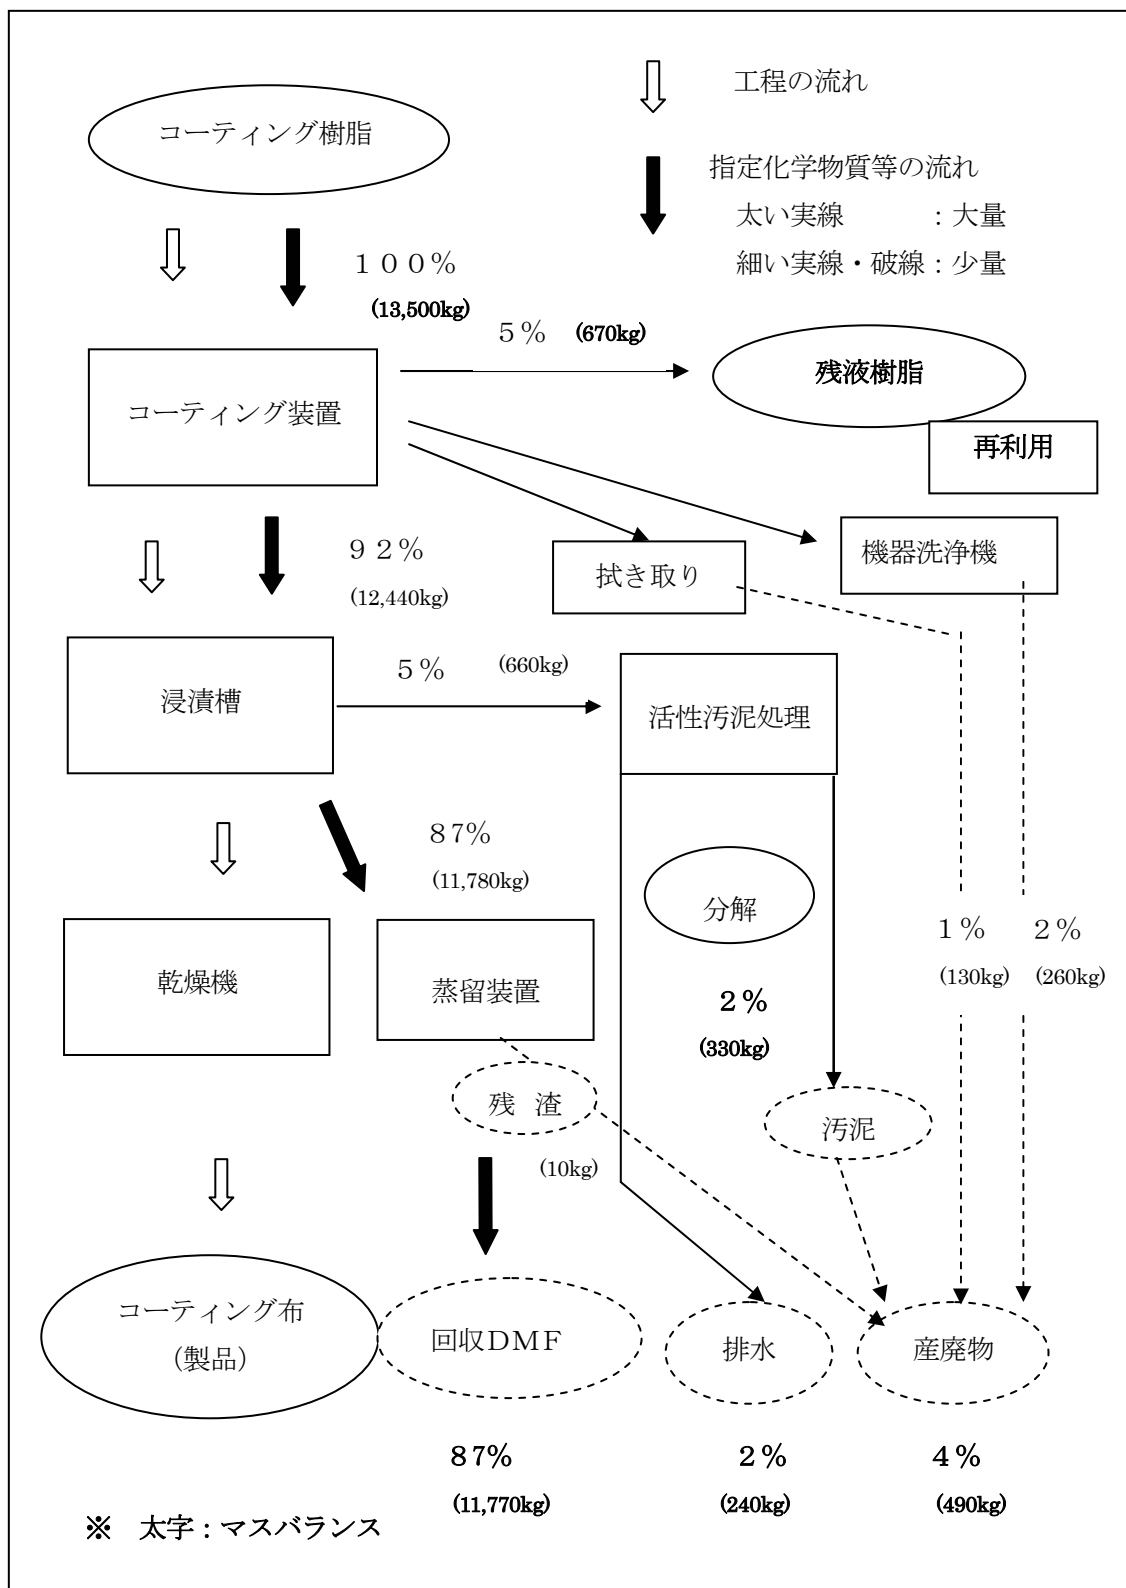 コーティング樹脂
工程の流れ
指定化学物質等の流れ
太い実線　　　：大量
細い実線・破線：少量
１００％
(13,500kg)
５％ (670kg)
残液樹脂
再利用
コーティング装置
９２％
(12,440kg)
拭き取り
機器洗浄機
浸漬槽
５％ (660kg)
活性汚泥処理
８７％
(11,780kg)
分解
２％
(330kg)
１％ ２％
(130kg) (260kg)
乾燥機
蒸留装置
残　渣
(10kg)
汚泥
コーティング布
（製品）
回収ＤＭＦ
排水
産廃物
８７％ ２％ ４％
(11,770kg) (240kg) (490kg)
※　太字：マスバランス